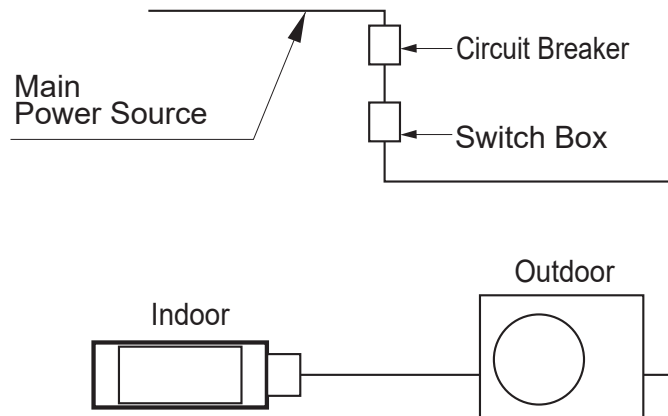 Circuit Breaker
Main
Power Source
Switch Box
Outdoor
Indoor